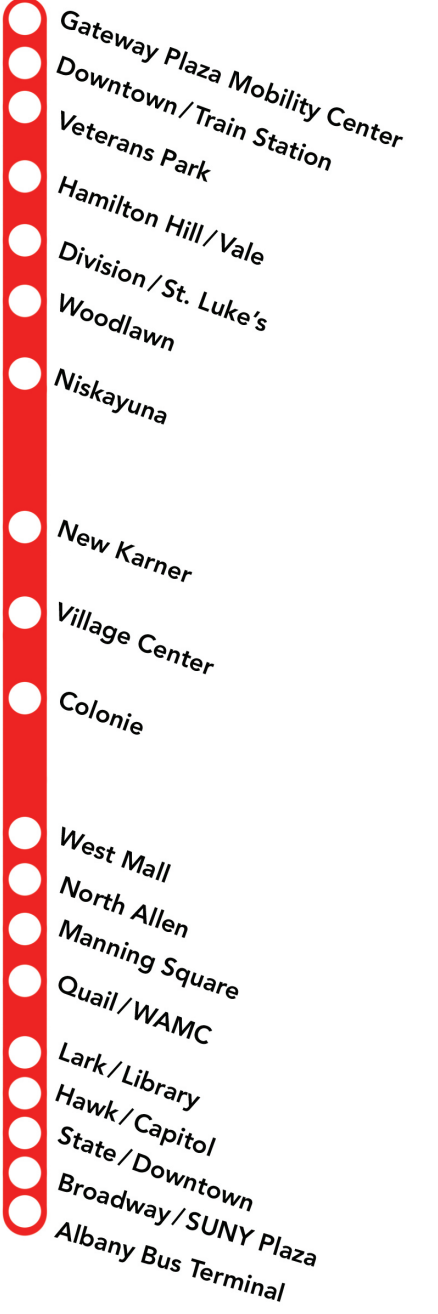 Gateway Plaza Mobility Center
Downtown/Train Station
Veterans Park
Hamilton Hill/Vale
Division/St. Luke’s
Woodlawn
Niskayuna
New Karner
Village Center
Colonie
West Mall
North Allen
Manning Square
Quail/WAMC
Lark/Library
Hawk/Capitol
State/Downtown
Broadway/SUNY Plaza
Albany Bus Terminal